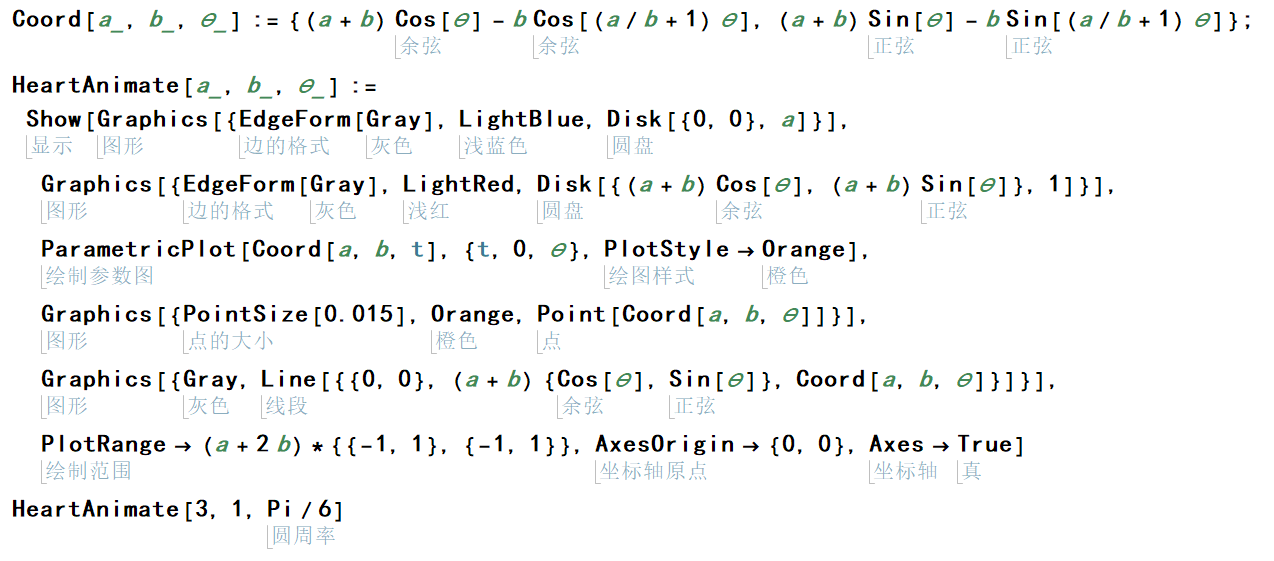 Coord[a_, b_, θ_] := {(a + b) Cos[θ] - b Cos[(a / b + 1) θ], (a + b) Sin[θ] - b Sin[(a / b + 1) θ]};
余弦 余弦 正弦 正弦
HeartAnimate[a_, b_, θ_] :=
Show[Graphics[{EdgeForm[Gray], LightBlue, Disk[{0, 0}, a]}],
显示 图形 边的格式 灰色 浅蓝色 圆盘
Graphics[{EdgeForm[Gray], LightRed, Disk[{(a + b) Cos[θ], (a + b) Sin[θ]}, 1]}],
图形 边的格式 灰色 浅红 圆盘 余弦 正弦
ParametricPlot[Coord[a, b, t], {t, 0, θ}, PlotStyle → Orange],
绘制参数图 绘图样式 橙色
Graphics[{PointSize[0.015], Orange, Point[Coord[a, b, θ]]}],
图形 点的大小 橙色 点
Graphics[{Gray, Line[{{0, 0}, (a + b) {Cos[θ], Sin[θ]}, Coord[a, b, θ]}]}],
图形 灰色 线段 余弦 正弦
PlotRange → (a + 2 b) * {{-1, 1}, {-1, 1}}, AxesOrigin → {0, 0}, Axes → True]
绘制范围 坐标轴原点 坐标轴 真
HeartAnimate[3, 1, Pi / 6]
圆周率